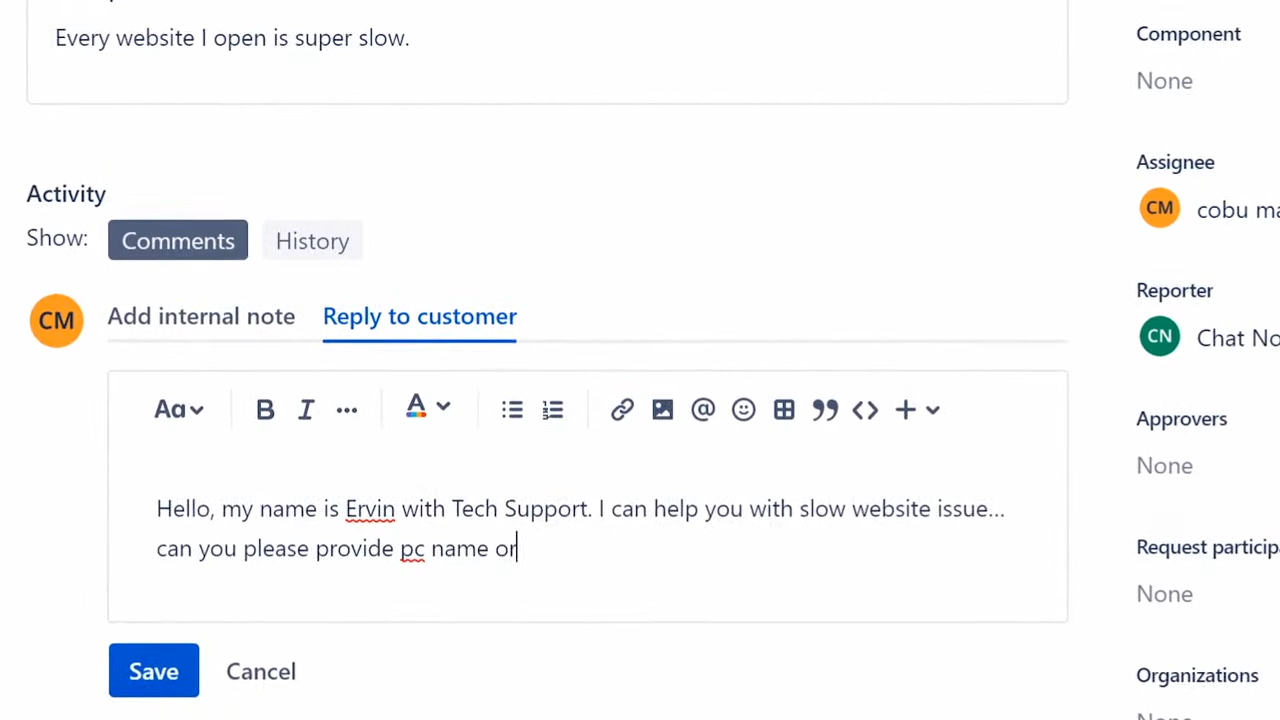 Every website I open is super slow.
Component
None
Assignee
CM cobu ma
Reporter
CN Chat No
Approvers
None
Request particip
None
Organizations
Activity
Show: Comments History
CM Add internal note Reply to customer
Aa B I ... A
Hello, my name is Ervin with Tech Support. I can help you with slow website issue...
can you please provide pc name or
Save Cancel